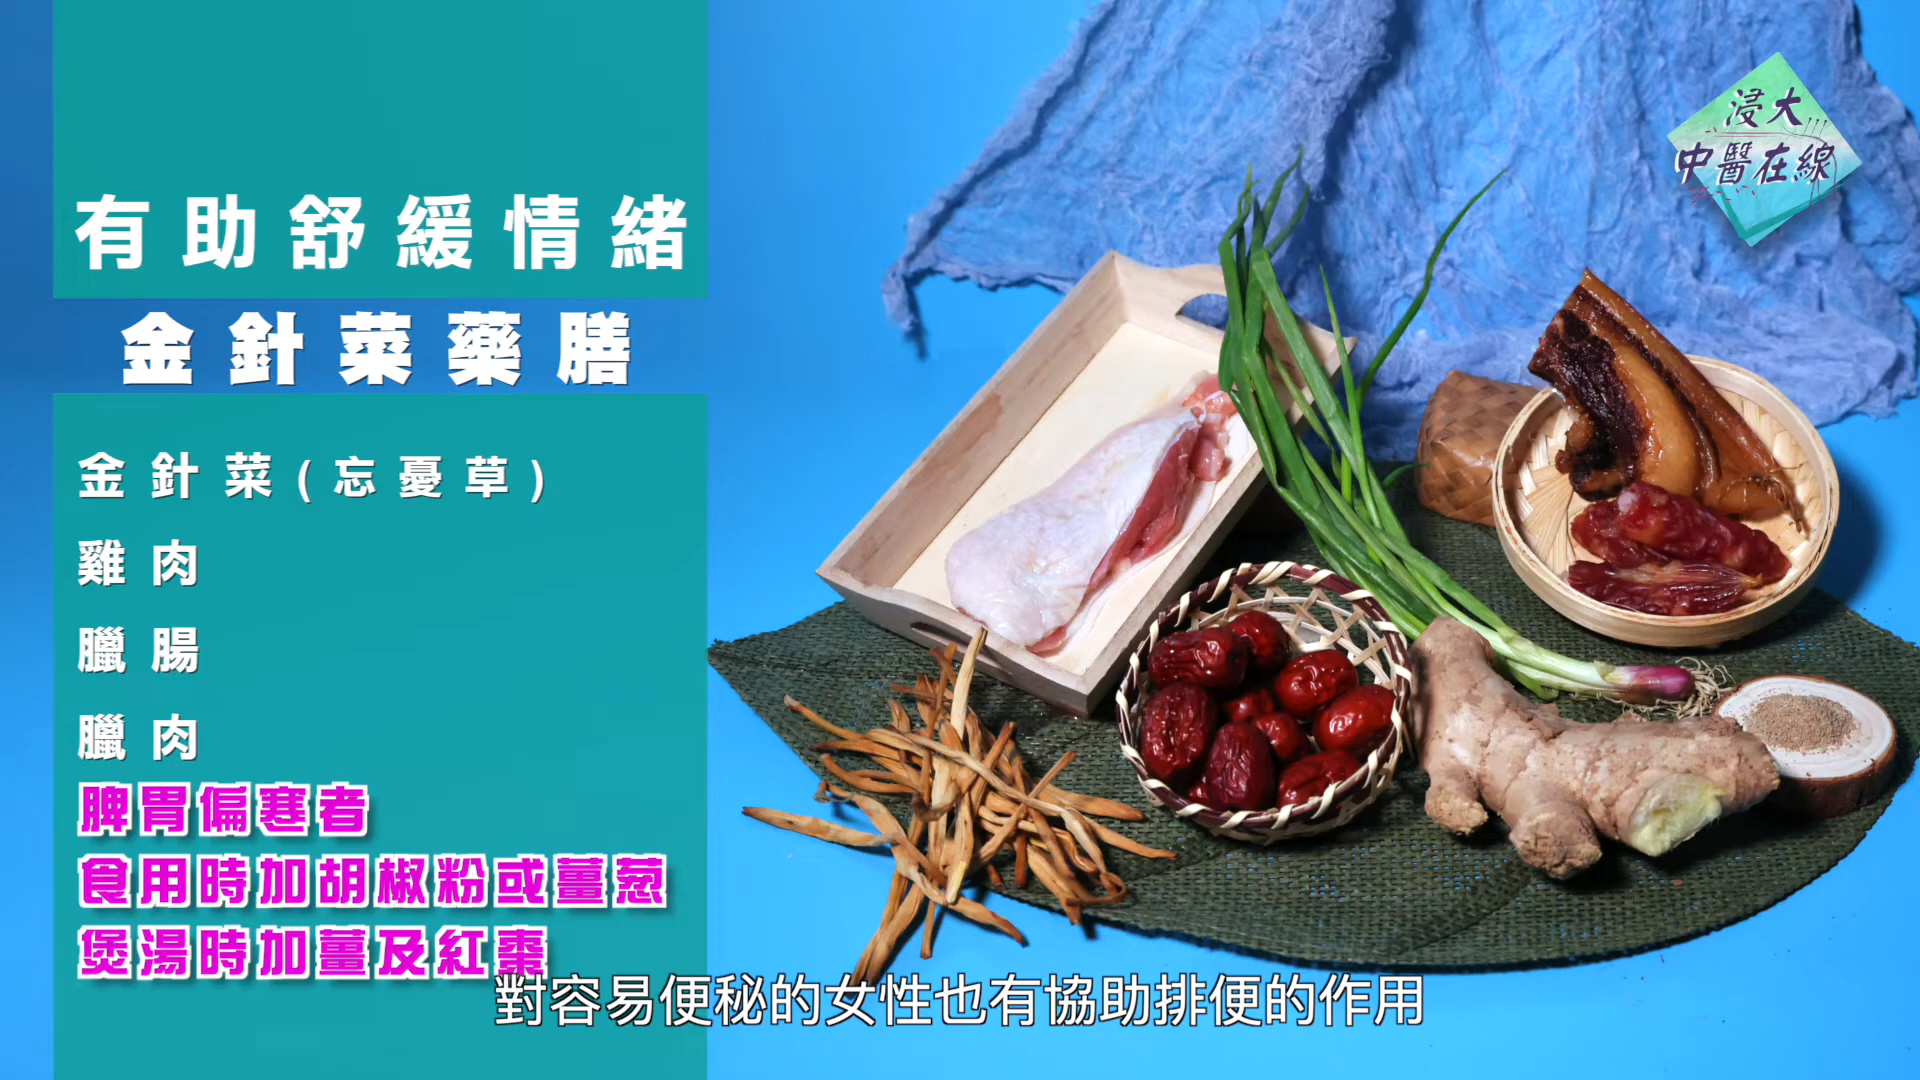 有助舒緩情緒
金針菜藥膳
金針菜(忘憂草)
雞肉
臘腸
臘肉
脾胃偏寒者
食用時加胡椒粉或薑葱
煲湯時加薑及紅棗
對容易便秘的女性也有協助排便的作用
浸大
中醫在線